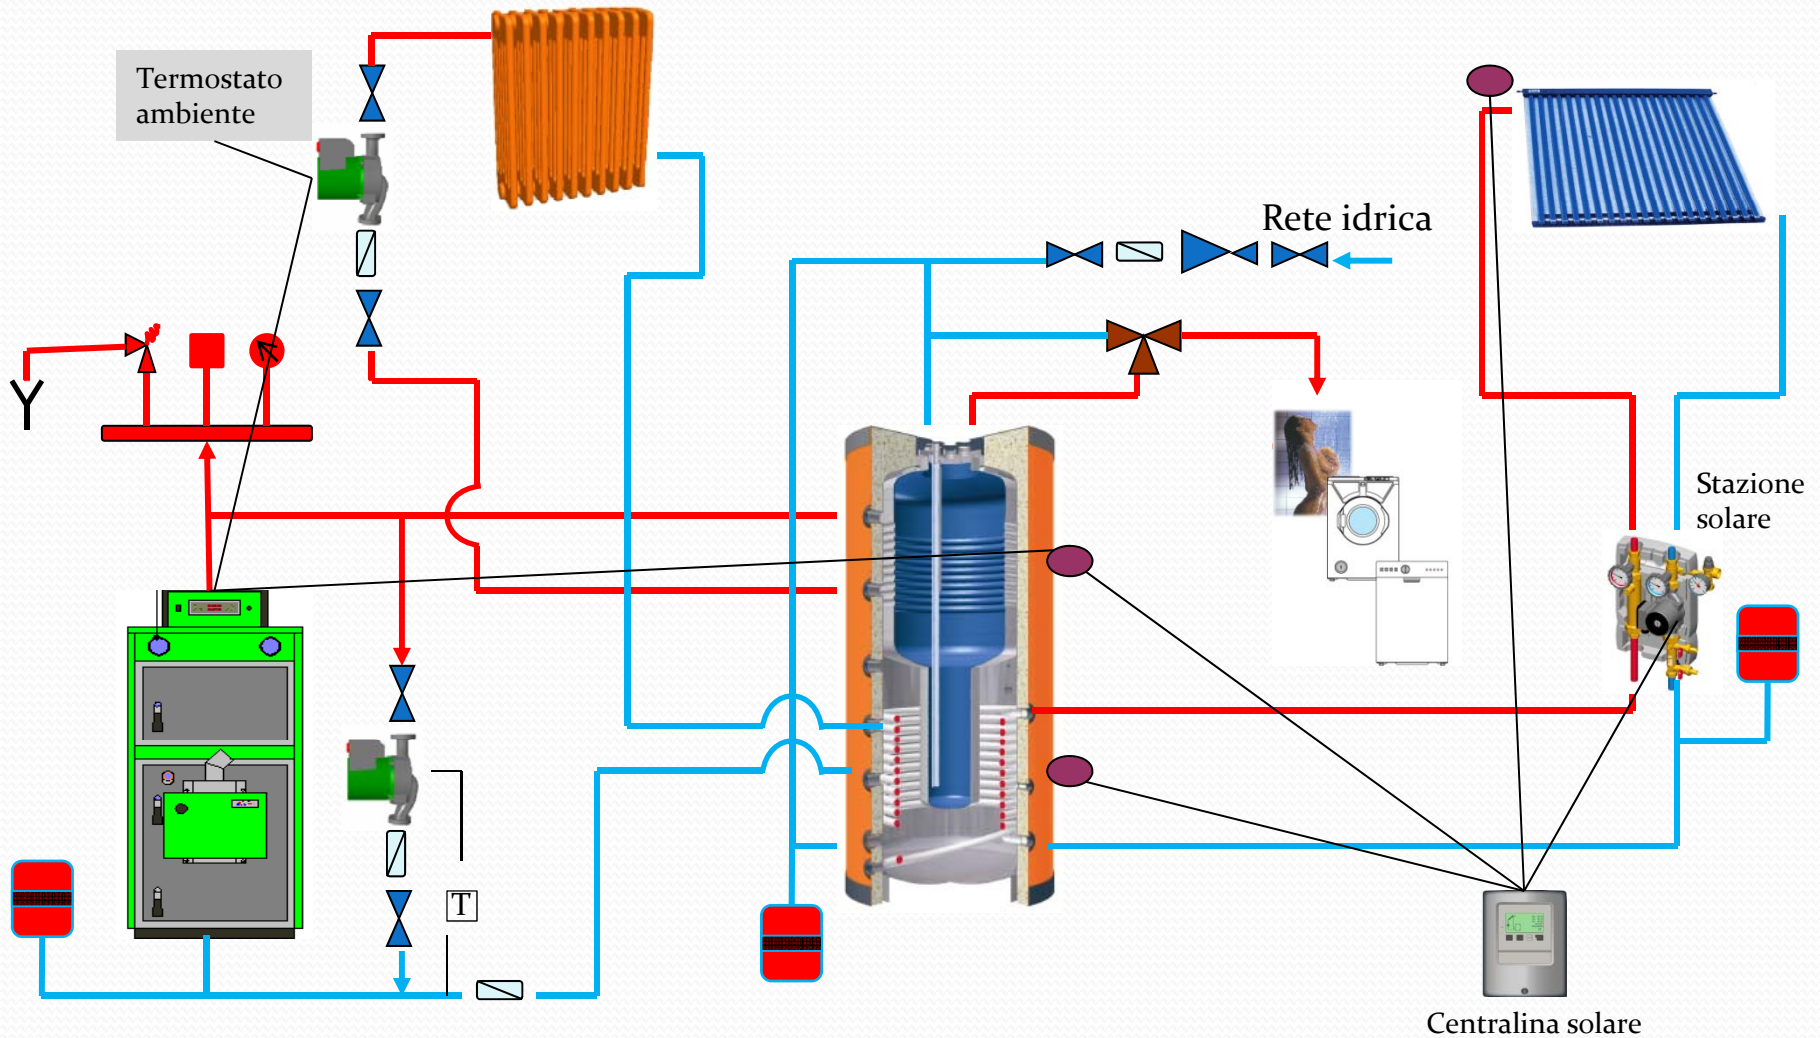 Termostato
ambiente
Rete idrica
Stazione
solare
T
Centralina solare